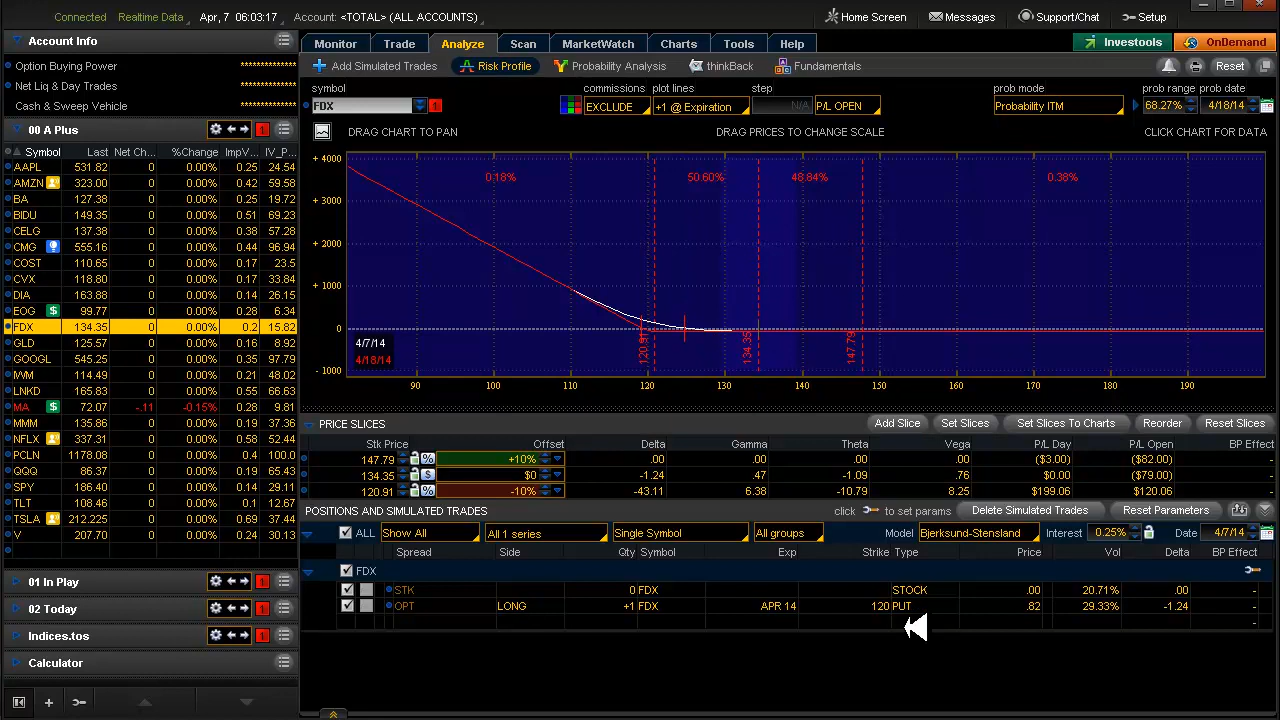 Connected Realtime Data Apr, 7 06:03:17 Account: <TOTAL> (ALL ACCOUNTS) Home Screen Messages Support/Chat Setup
Account Info
Option Buying Power **************
Net Liq & Day Trades **************
Cash & Sweep Vehicle **************
00 A Plus 1
Symbol Last Net Ch... %Change ImpV... IV_P...
AAPL 531.82 0 0.00% 0.25 24.54
AMZN 323.00 0 0.00% 0.42 59.58
BA 127.38 0 0.00% 0.25 19.72
BIDU 149.35 0 0.00% 0.51 69.23
CELG 137.38 0 0.00% 0.38 57.28
CMG 555.16 0 0.00% 0.44 96.94
COST 110.65 0 0.00% 0.17 23.5
CVX 118.80 0 0.00% 0.17 33.84
DIA 163.88 0 0.00% 0.14 26.15
EOG $ 99.77 0 0.00% 0.28 6.34
FDX 134.35 0 0.00% 0.2 15.82
GLD 125.57 0 0.00% 0.16 8.92
GOOGL 545.25 0 0.00% 0.35 97.79
IWM 114.49 0 0.00% 0.21 48.02
LNKD 165.83 0 0.00% 0.55 66.63
MA $ 72.07 -.11 -0.15% 0.28 9.81
MMM 135.86 0 0.00% 0.19 37.36
NFLX 337.31 0 0.00% 0.58 52.44
PCLN 1178.08 0 0.00% 0.4 100.0
QQQ 86.37 0 0.00% 0.19 65.43
SPY 186.40 0 0.00% 0.14 29.11
TLT 108.46 0 0.00% 0.1 12.67
TSLA 212.225 0 0.00% 0.69 37.44
V 207.70 0 0.00% 0.24 30.13
01 In Play 1
02 Today 1
Indices.tos 1
Calculator
Monitor Trade Analyze Scan MarketWatch Charts Tools Help Investools OnDemand
Add Simulated Trades Risk Profile Probability Analysis thinkBack Fundamentals Reset
symbol commissions plot lines step prob mode prob range prob date
FDX 1 EXCLUDE +1 @ Expiration N/A P/L OPEN Probability ITM 68.27% 4/18/14
DRAG CHART TO PAN DRAG PRICES TO CHANGE SCALE CLICK CHART FOR DATA
+ 4000
+ 3000
+ 2000
+ 1000
0
- 1000
0.18% 50.60% 48.84% 0.38%
120.91 134.35 147.79
4/7/14
4/18/14
90 100 110 120 130 140 150 160 170 180 190
PRICE SLICES Add Slice Set Slices Set Slices To Charts Reorder Reset Slices
Stk Price Offset Delta Gamma Theta Vega P/L Day P/L Open BP Effect
147.79 % +10% .00 .00 .00 .00 ($3.00) ($82.00) -
134.35 $ $0 -1.24 .47 -1.09 .76 $0.00 ($79.00) -
120.91 % -10% -43.11 6.38 -10.79 8.25 $199.06 $120.06 -
POSITIONS AND SIMULATED TRADES click to set params Delete Simulated Trades Reset Parameters
ALL Show All All 1 series Single Symbol All groups Model Bjerksund-Stensland Interest 0.25% Date 4/7/14
Spread Side Qty Symbol Exp Strike Type Price Vol Delta BP Effect
FDX
STK 0 FDX STOCK .00 20.71% .00 -
OPT LONG +1 FDX APR 14 120 PUT .82 29.33% -1.24 -
-